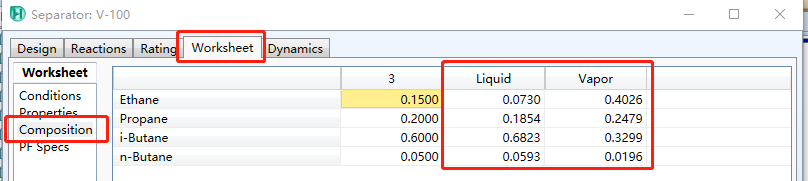 Separator: V-100
Design Reactions Rating Worksheet Dynamics
Worksheet
Conditions
Properties
Composition
PF Specs
3 Liquid Vapor
Ethane 0.1500 0.0730 0.4026
Propane 0.2000 0.1854 0.2479
i-Butane 0.6000 0.6823 0.3299
n-Butane 0.0500 0.0593 0.0196